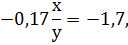 −0,17 x/y = −1,7,